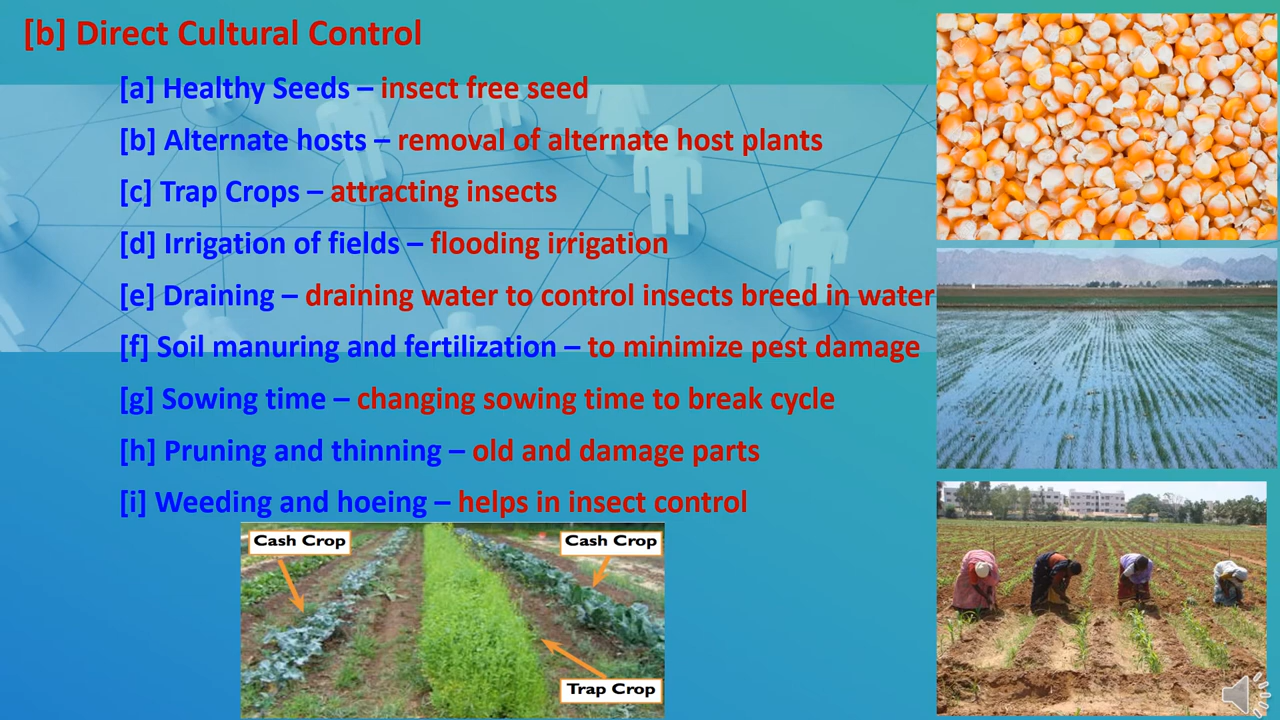 [b] Direct Cultural Control
[a] Healthy Seeds – insect free seed
[b] Alternate hosts – removal of alternate host plants
[c] Trap Crops – attracting insects
[d] Irrigation of fields – flooding irrigation
[e] Draining – draining water to control insects breed in water
[f] Soil manuring and fertilization – to minimize pest damage
[g] Sowing time – changing sowing time to break cycle
[h] Pruning and thinning – old and damage parts
[i] Weeding and hoeing – helps in insect control
Cash Crop
Cash Crop
Trap Crop